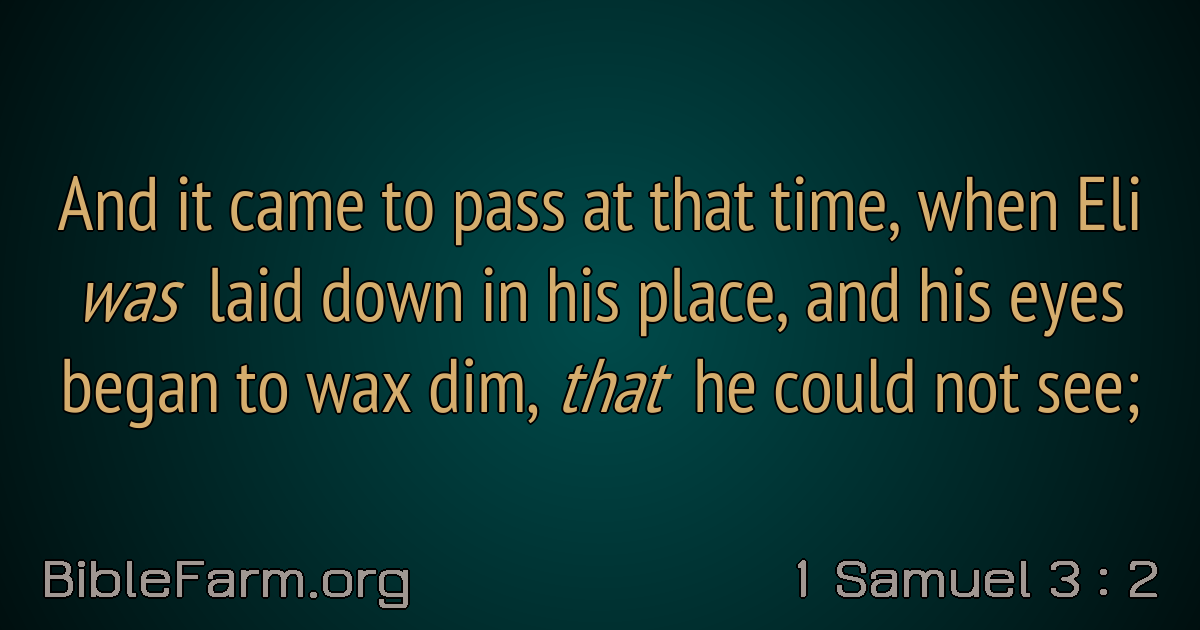 And it came to pass at that time, when Eli
was laid down in his place, and his eyes
began to wax dim, that he could not see;
BibleFarm.org
1 Samuel 3 : 2